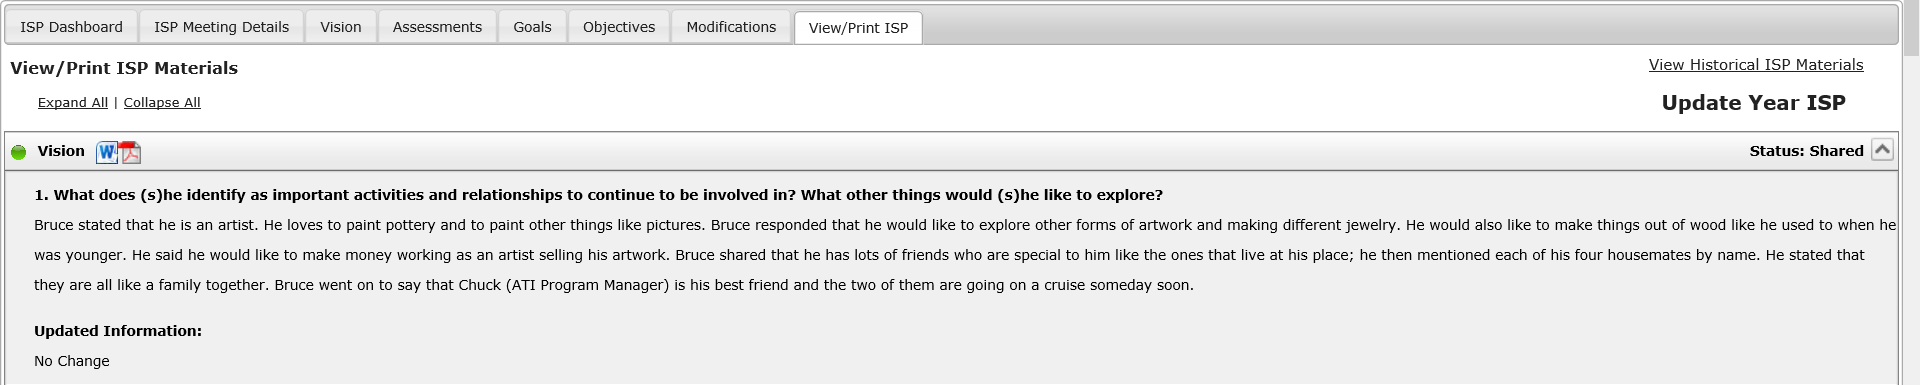 ISP Dashboard ISP Meeting Details Vision Assessments Goals Objectives Modifications View/Print ISP
View/Print ISP Materials
View Historical ISP Materials
Expand All | Collapse All
Update Year ISP
Vision
Status: Shared
1. What does (s)he identify as important activities and relationships to continue to be involved in? What other things would (s)he like to explore?
Bruce stated that he is an artist. He loves to paint pottery and to paint other things like pictures. Bruce responded that he would like to explore other forms of artwork and making different jewelry. He would also like to make things out of wood like he used to when he
was younger. He said he would like to make money working as an artist selling his artwork. Bruce shared that he has lots of friends who are special to him like the ones that live at his place; he then mentioned each of his four housemates by name. He stated that
they are all like a family together. Bruce went on to say that Chuck (ATI Program Manager) is his best friend and the two of them are going on a cruise someday soon.
Updated Information:
No Change